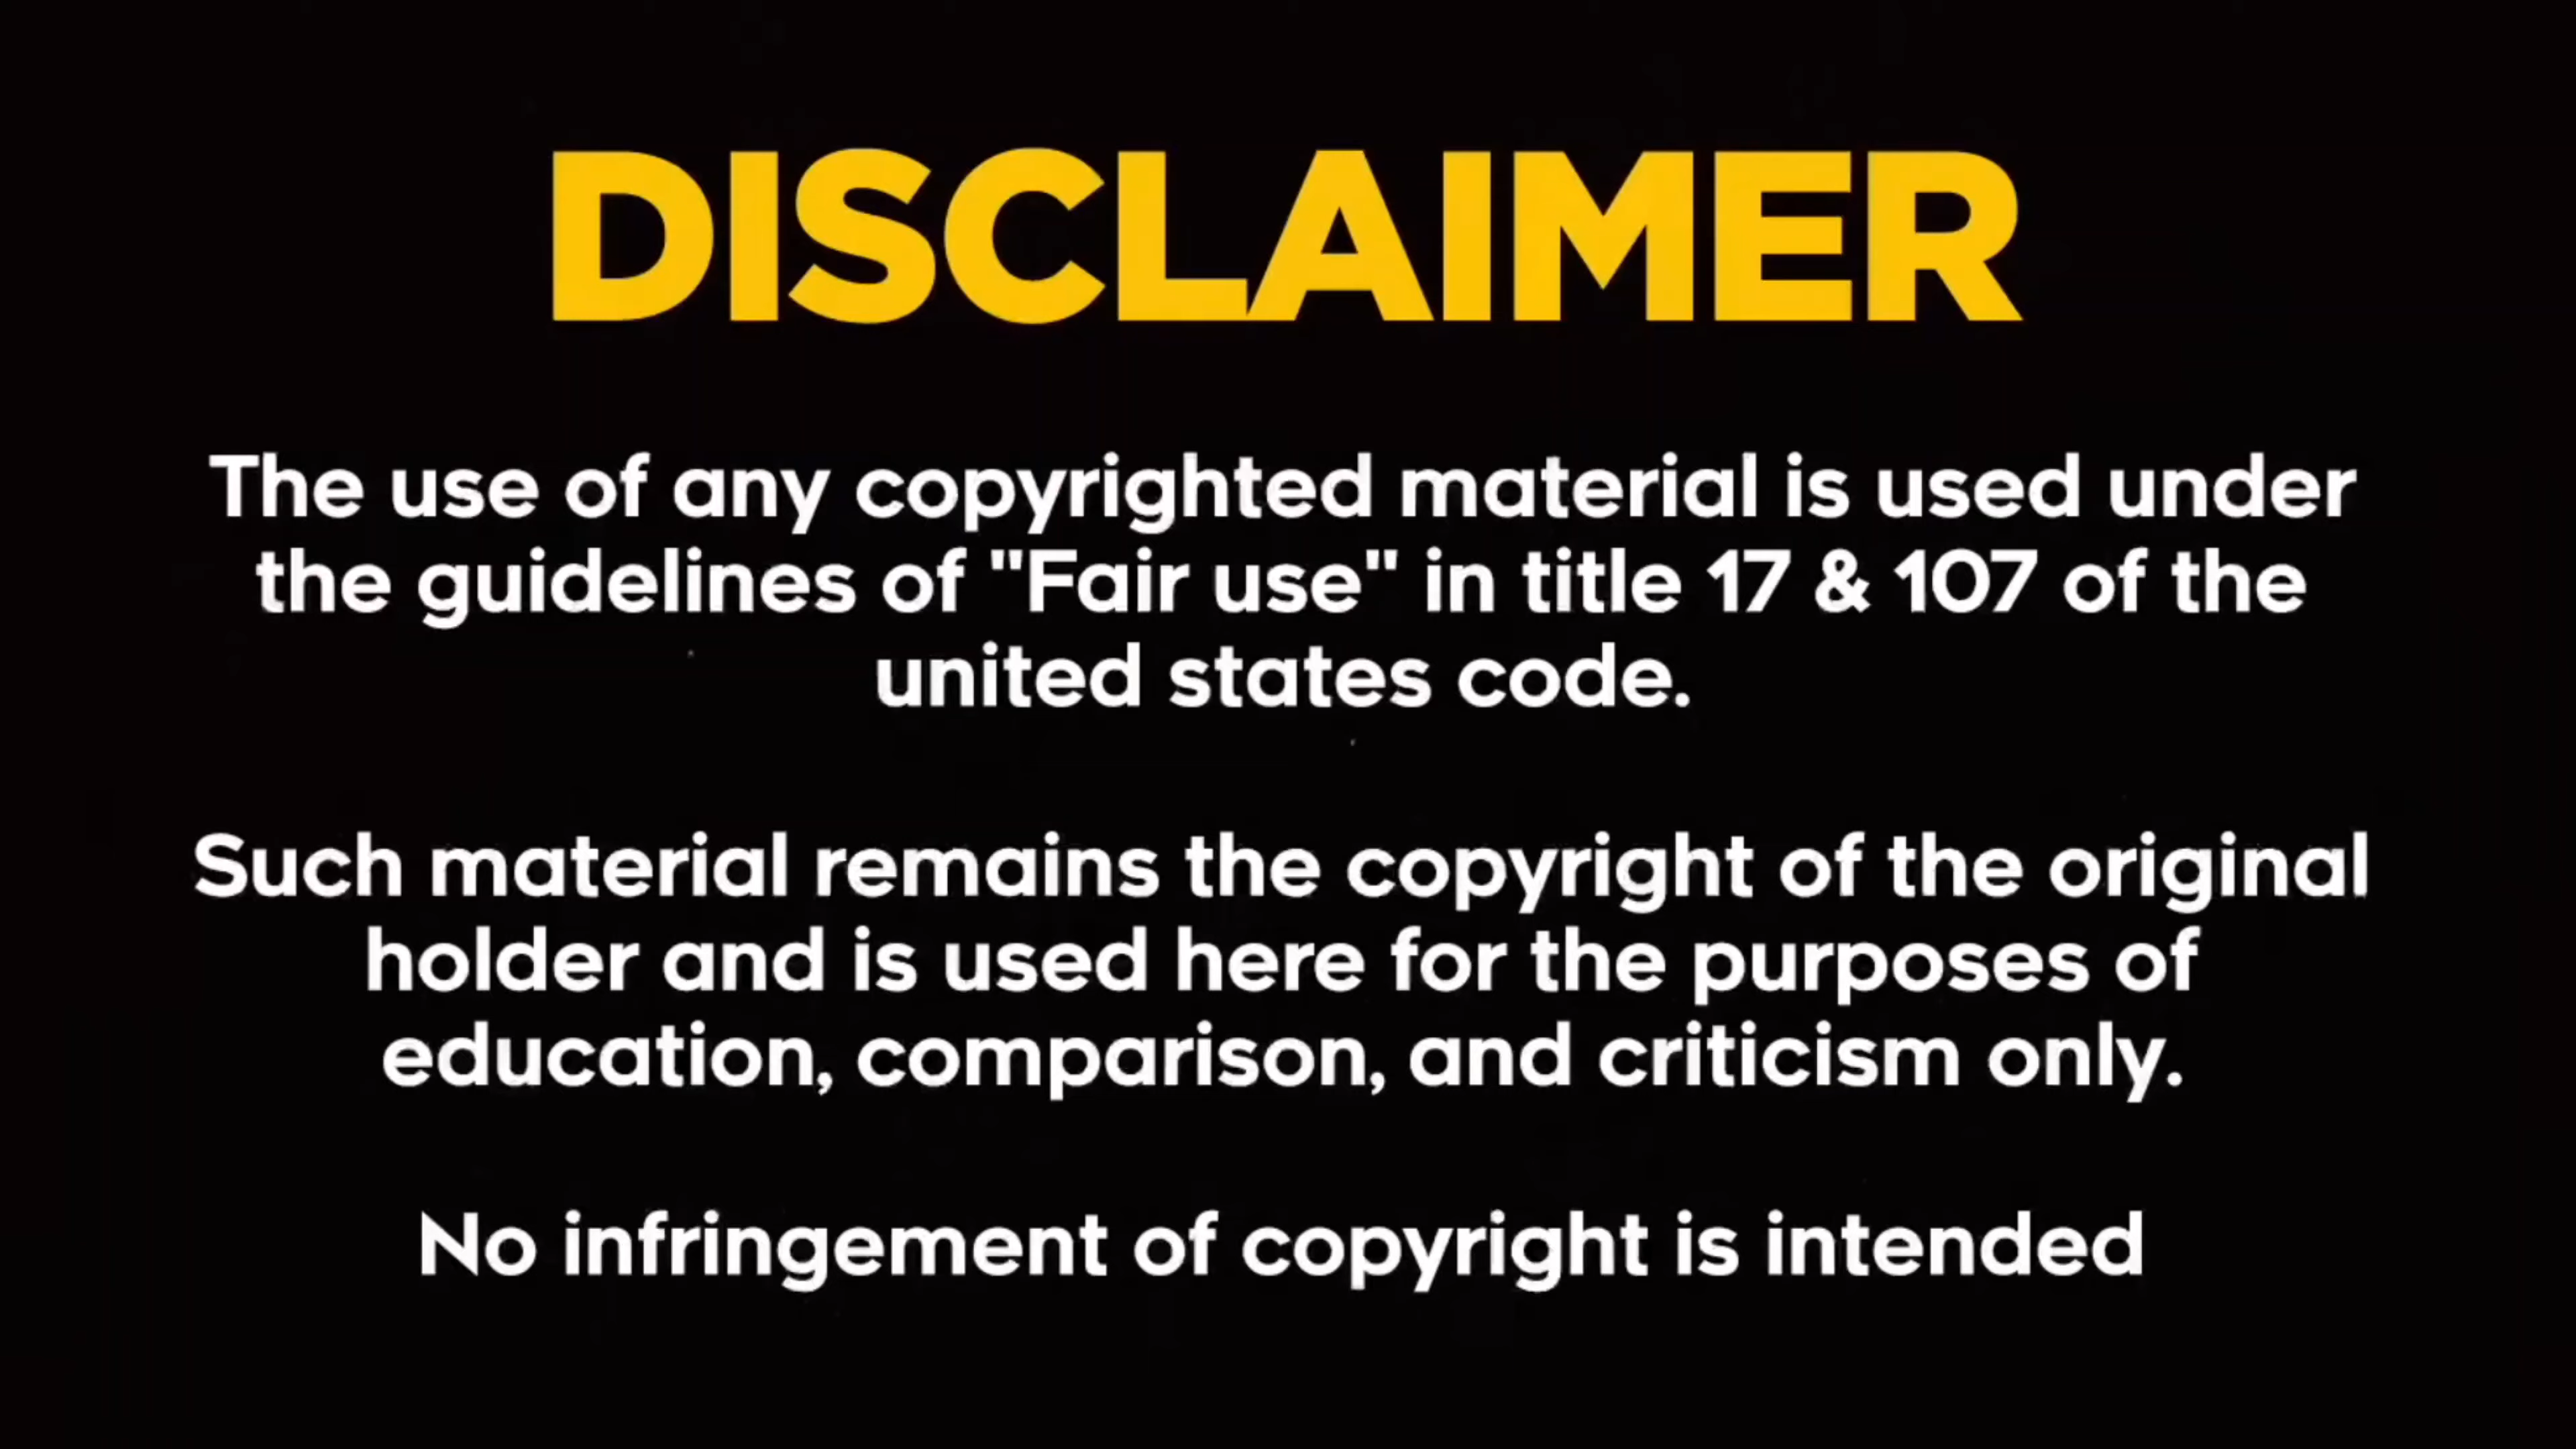 DISCLAIMER
The use of any copyrighted material is used under
the guidelines of "Fair use" in title 17 & 107 of the
united states code.
Such material remains the copyright of the original
holder and is used here for the purposes of
education, comparison, and criticism only.
No infringement of copyright is intended